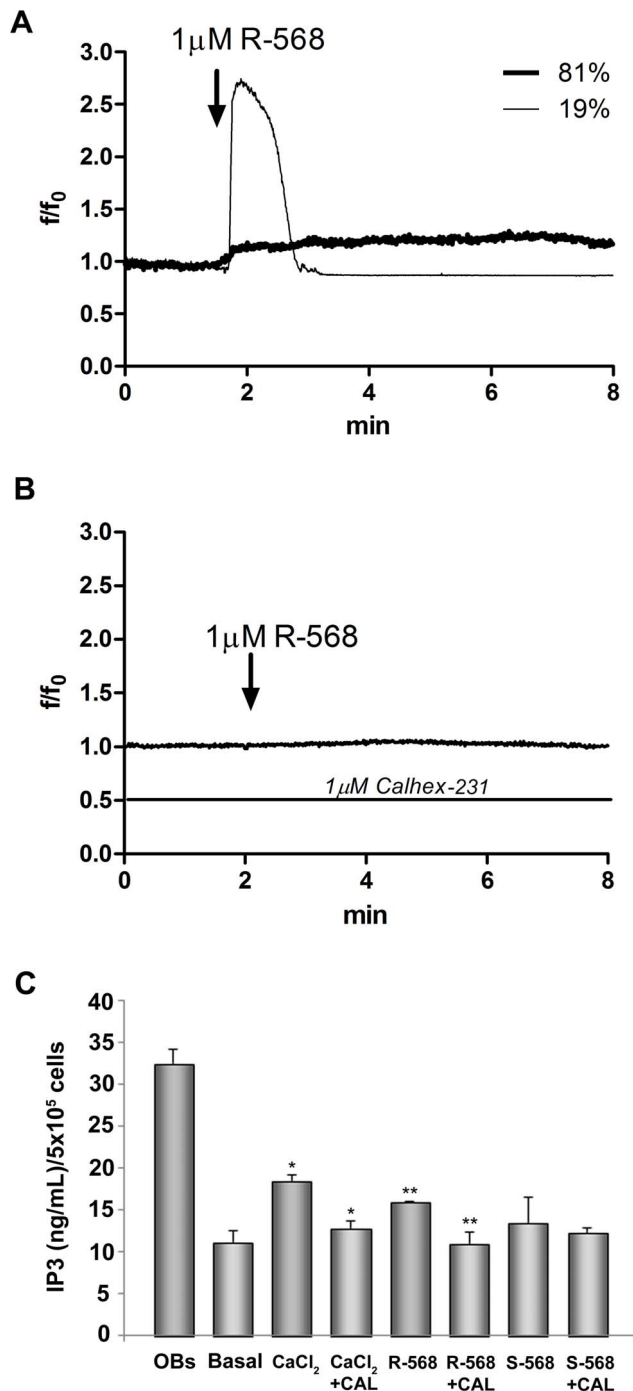 A
1μM R-568
81%
19%
f/f₀
3.0
2.5
2.0
1.5
1.0
0.5
0.0
0 2 4 6 8
min
B
1μM R-568
f/f₀
3.0
2.5
2.0
1.5
1.0
0.5
0.0
1μM Calhex-231
0 2 4 6 8
min
C
IP3 (ng/mL)/5x10⁵ cells
40
35
30
25
20
15
10
5
0
* * ** **
OBs Basal CaCl₂ CaCl₂ R-568 R-568 S-568 S-568
+CAL +CAL +CAL